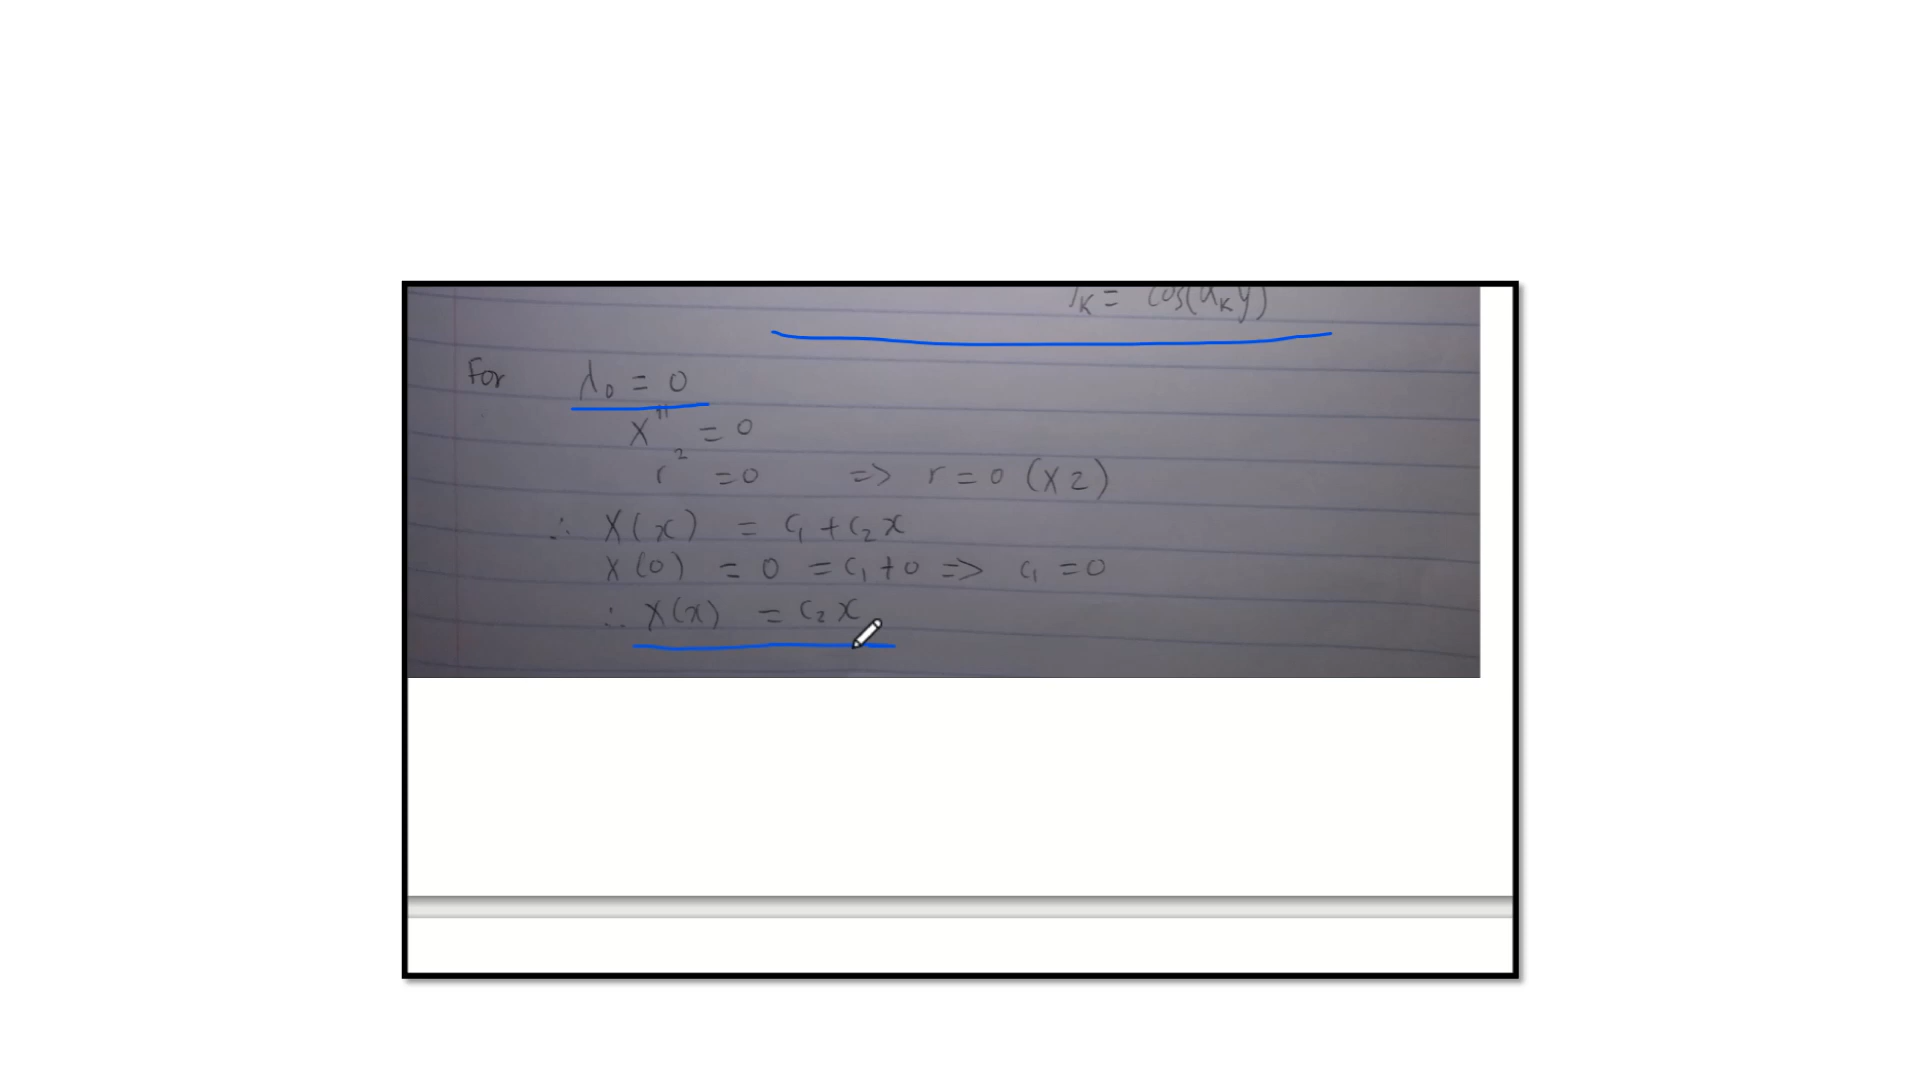 For λ₀ = 0
X'' = 0
r² = 0 => r = 0 (x2)
∴ X(x) = c₁ + c₂x
X(0) = 0 = c₁ + 0 => c₁ = 0
∴ X(x) = c₂x